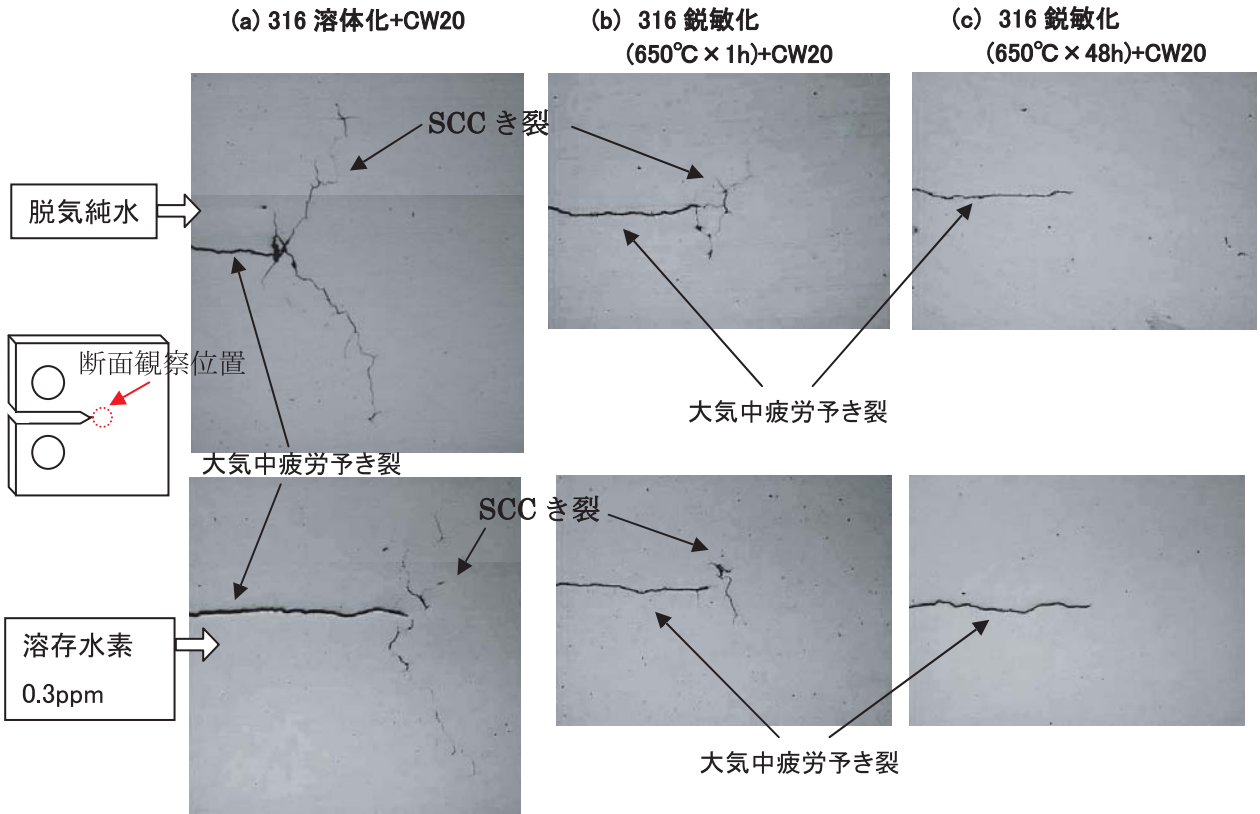 (a) 316 溶体化+CW20
(b) 316 鋭敏化
(650℃×1h)+CW20
(c) 316 鋭敏化
(650℃×48h)+CW20
SCC き裂
脱気純水
断面観察位置
大気中疲労予き裂
大気中疲労予き裂
SCC き裂
溶存水素
0.3ppm
大気中疲労予き裂